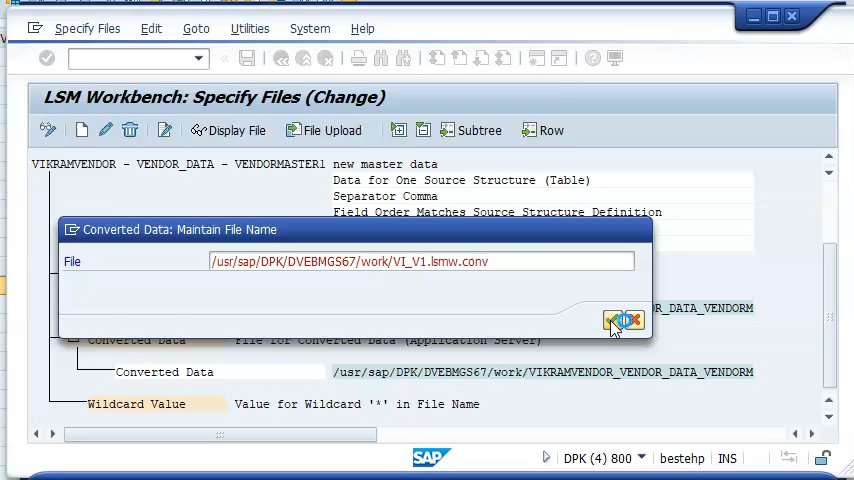 Specify Files Edit Goto Utilities System Help
LSM Workbench: Specify Files (Change)
Display File File Upload Subtree Row
VIKRAMVENDOR - VENDOR_DATA - VENDORMASTER1 new master data
Data for One Source Structure (Table)
Separator Comma
Field Order Matches Source Structure Definition
Converted Data: Maintain File Name
File /usr/sap/DPK/DVEBMGS67/work/VI_V1.lsmw.conv
OR_DATA_VENDORM
Converted Data File for Converted Data (Application Server)
Converted Data /usr/sap/DPK/DVEBMGS67/work/VIKRAMVENDOR_VENDOR_DATA_VENDORM
Wildcard Value Value for Wildcard '*' in File Name
SAP DPK (4) 800 bestehp INS